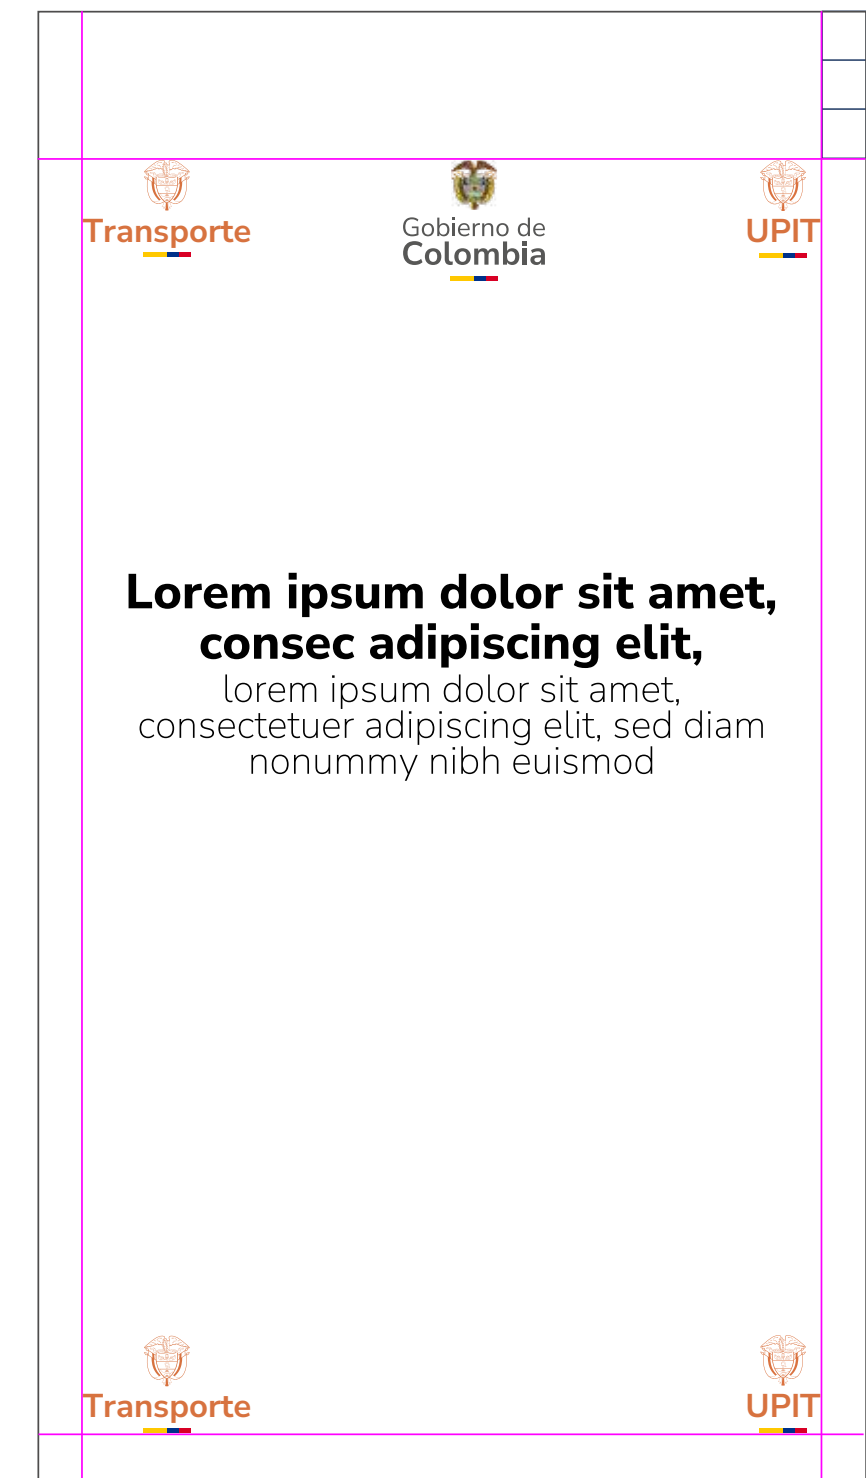 Transporte
Gobierno de
Colombia
UPIT
Lorem ipsum dolor sit amet,
consec adipiscing elit,
lorem ipsum dolor sit amet,
consectetuer adipiscing elit, sed diam
nonummy nibh euismod
Transporte
UPIT